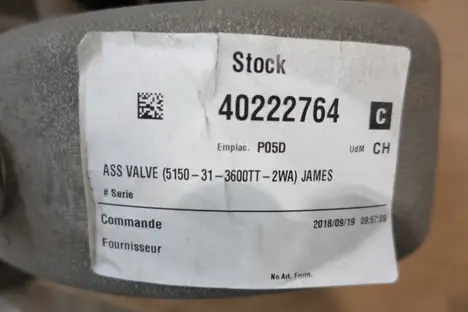 Stock
40222764 C
Emplac. P05D UdM CH
ASS VALVE (5150-31-3600TT-2WA) JAMES
# Serie
Commande 2018/09/19 09:57:09
Fournisseur
No Art. Fourn.